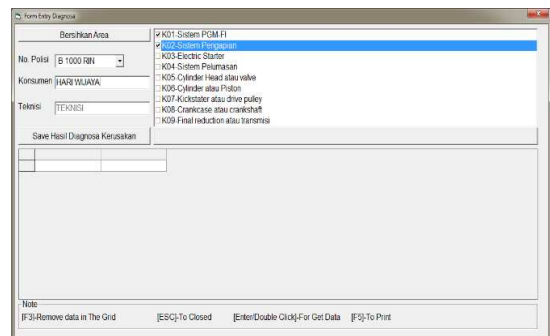 Form Entry Diagnosa
Bersihkan Area
No. Polisi B 1000 RIN
Konsumen HARI WIJAYA
Teknisi TEKNISI
Save Hasil Diagnosa Kerusakan
K01-Sistem PGM-FI
K02-Sistem Pengapian
K03-Electric Starter
K04-Sistem Pelumasan
K05-Cylinder Head atau valve
K06-Cylinder atau Piston
K07-Kickstater atau drive pulley
K08-Crankcase atau crankshaft
K09-Final reduction atau transmisi
Note
[F3]-Remove data in The Grid [ESC]-To Closed [Enter/Double Click]-For Get Data [F5]-To Print